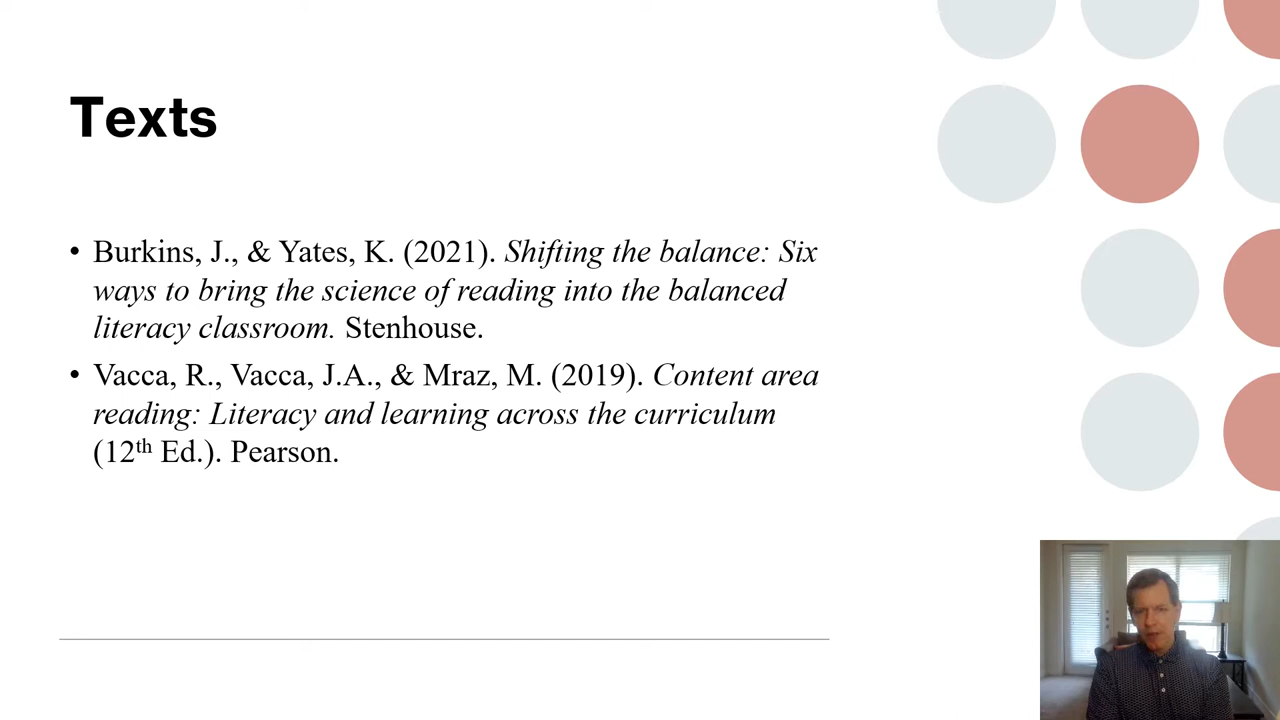 Texts
• Burkins, J., & Yates, K. (2021). Shifting the balance: Six
ways to bring the science of reading into the balanced
literacy classroom. Stenhouse.
• Vacca, R., Vacca, J.A., & Mraz, M. (2019). Content area
reading: Literacy and learning across the curriculum
(12th Ed.). Pearson.